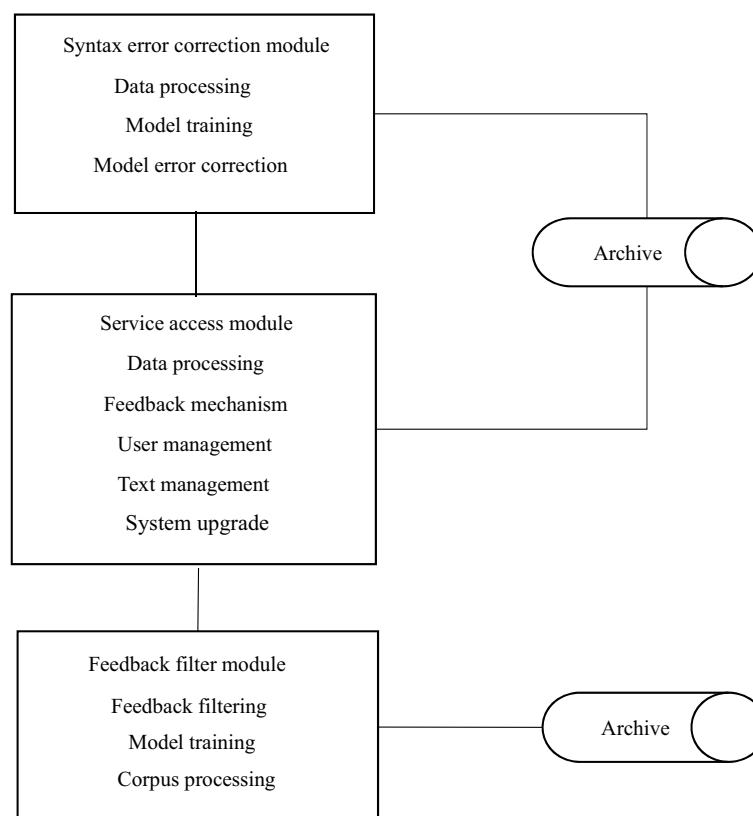 Syntax error correction module
Data processing
Model training
Model error correction
Archive
Service access module
Data processing
Feedback mechanism
User management
Text management
System upgrade
Feedback filter module
Feedback filtering
Model training
Corpus processing
Archive